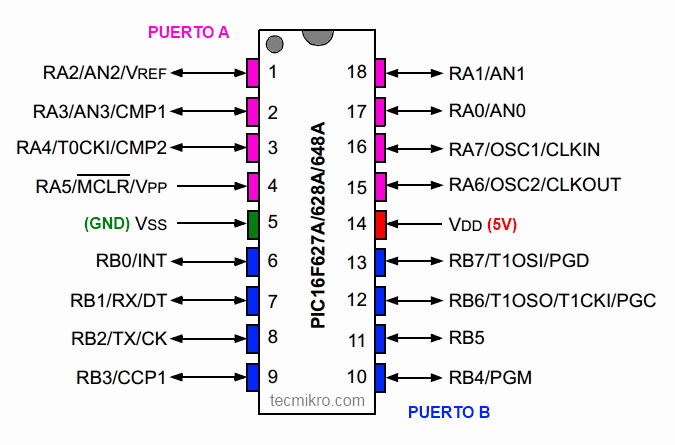 PUERTO A
RA2/AN2/VREF 1 18 RA1/AN1
RA3/AN3/CMP1 2 17 RA0/AN0
RA4/T0CKI/CMP2 3 16 RA7/OSC1/CLKIN
RA5/MCLR/VPP 4 15 RA6/OSC2/CLKOUT
(GND) VSS 5 14 VDD (5V)
RB0/INT 6 13 RB7/T1OSI/PGD
RB1/RX/DT 7 12 RB6/T1OSO/T1CKI/PGC
RB2/TX/CK 8 11 RB5
RB3/CCP1 9 10 RB4/PGM
PIC16F627A/628A/648A
tecmikro.com
PUERTO B